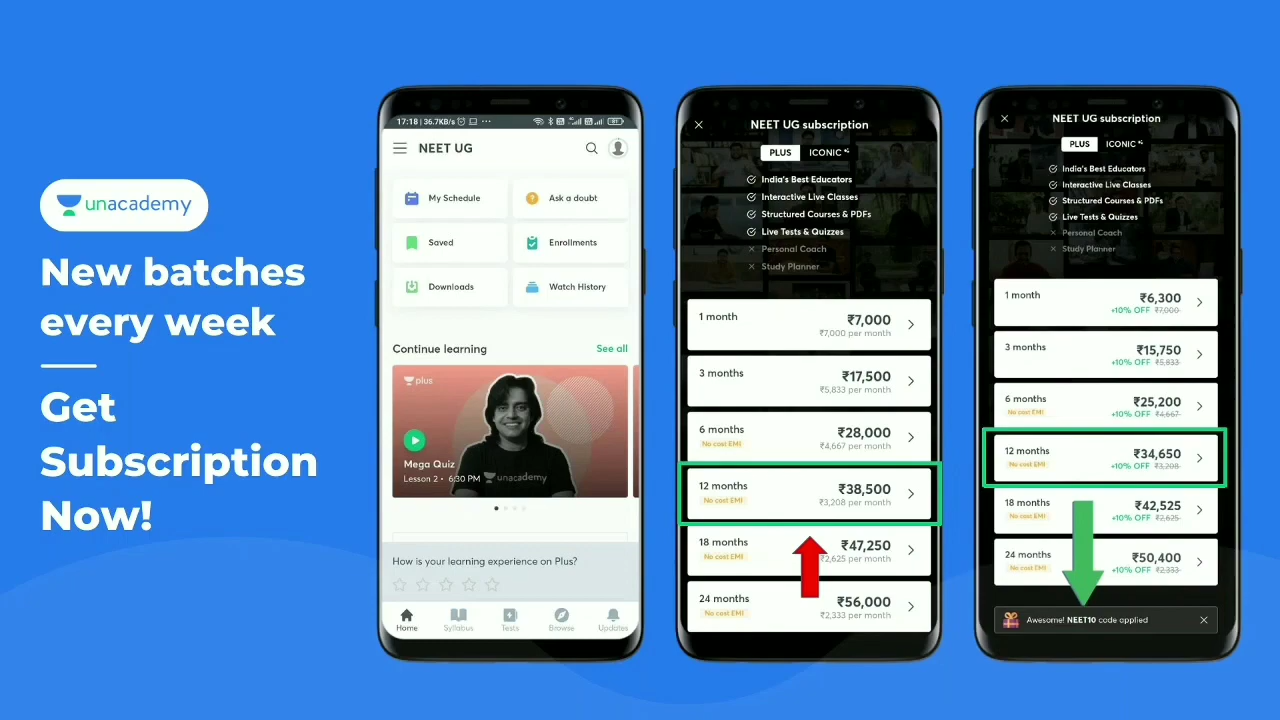 unacademy
New batches
every week
Get
Subscription
Now!
17:18 | 36.7KB/s
NEET UG
My Schedule
Ask a doubt
Saved
Enrollments
Downloads
Watch History
Continue learning
See all
plus
Mega Quiz
Lesson 2 • 6:30 PM
unacademy
How is your learning experience on Plus?
Home
Syllabus
Tests
Browse
Updates
NEET UG subscription
PLUS
ICONIC
India's Best Educators
Interactive Live Classes
Structured Courses & PDFs
Live Tests & Quizzes
Personal Coach
Study Planner
1 month
₹7,000
₹7,000 per month
3 months
₹17,500
₹5,833 per month
6 months
₹28,000
No cost EMI
₹4,667 per month
12 months
₹38,500
No cost EMI
₹3,208 per month
18 months
₹47,250
No cost EMI
₹2,625 per month
24 months
₹56,000
No cost EMI
₹2,333 per month
NEET UG subscription
PLUS
ICONIC
India's Best Educators
Interactive Live Classes
Structured Courses & PDFs
Live Tests & Quizzes
Personal Coach
Study Planner
1 month
₹6,300
+10% OFF ₹7,000
3 months
₹15,750
+10% OFF ₹5,833
6 months
₹25,200
No cost EMI
+10% OFF ₹4,667
12 months
₹34,650
No cost EMI
+10% OFF ₹3,208
18 months
₹42,525
No cost EMI
+10% OFF ₹2,625
24 months
₹50,400
No cost EMI
+10% OFF ₹2,333
Awesome! NEET10 code applied